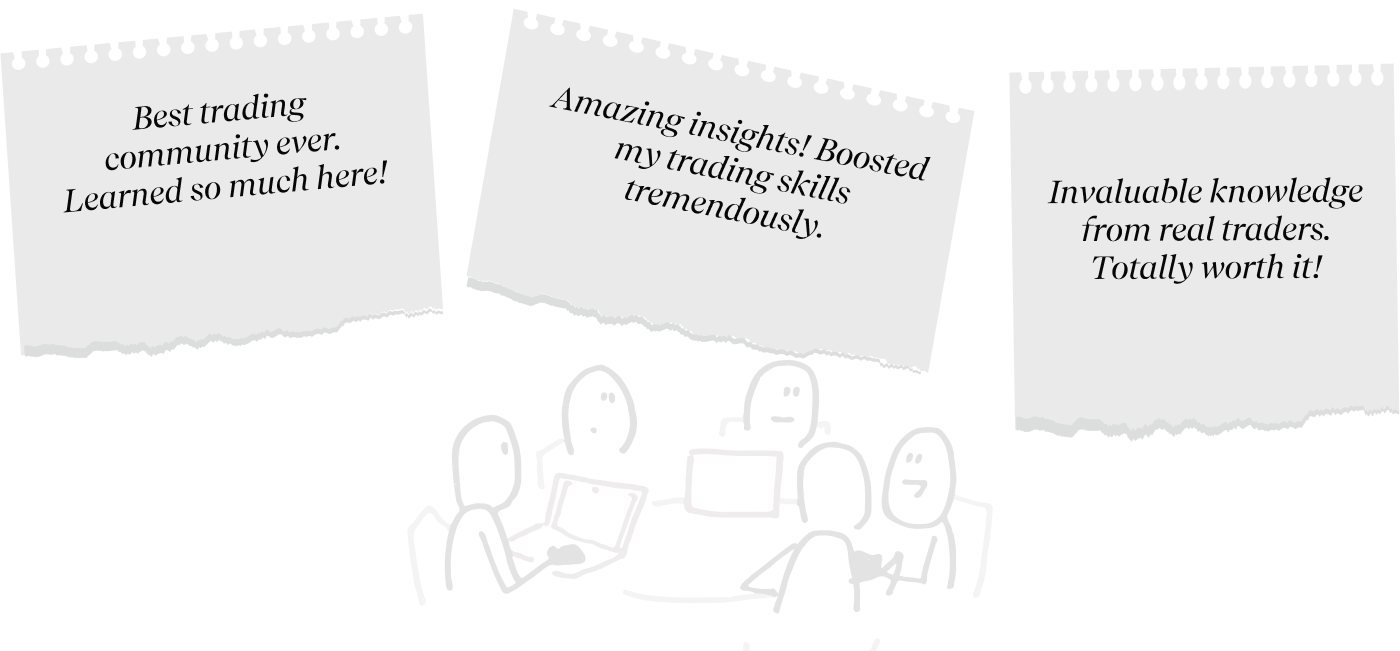 Best trading
community ever.
Learned so much here!
Amazing insights! Boosted
my trading skills
tremendously.
Invaluable knowledge
from real traders.
Totally worth it!